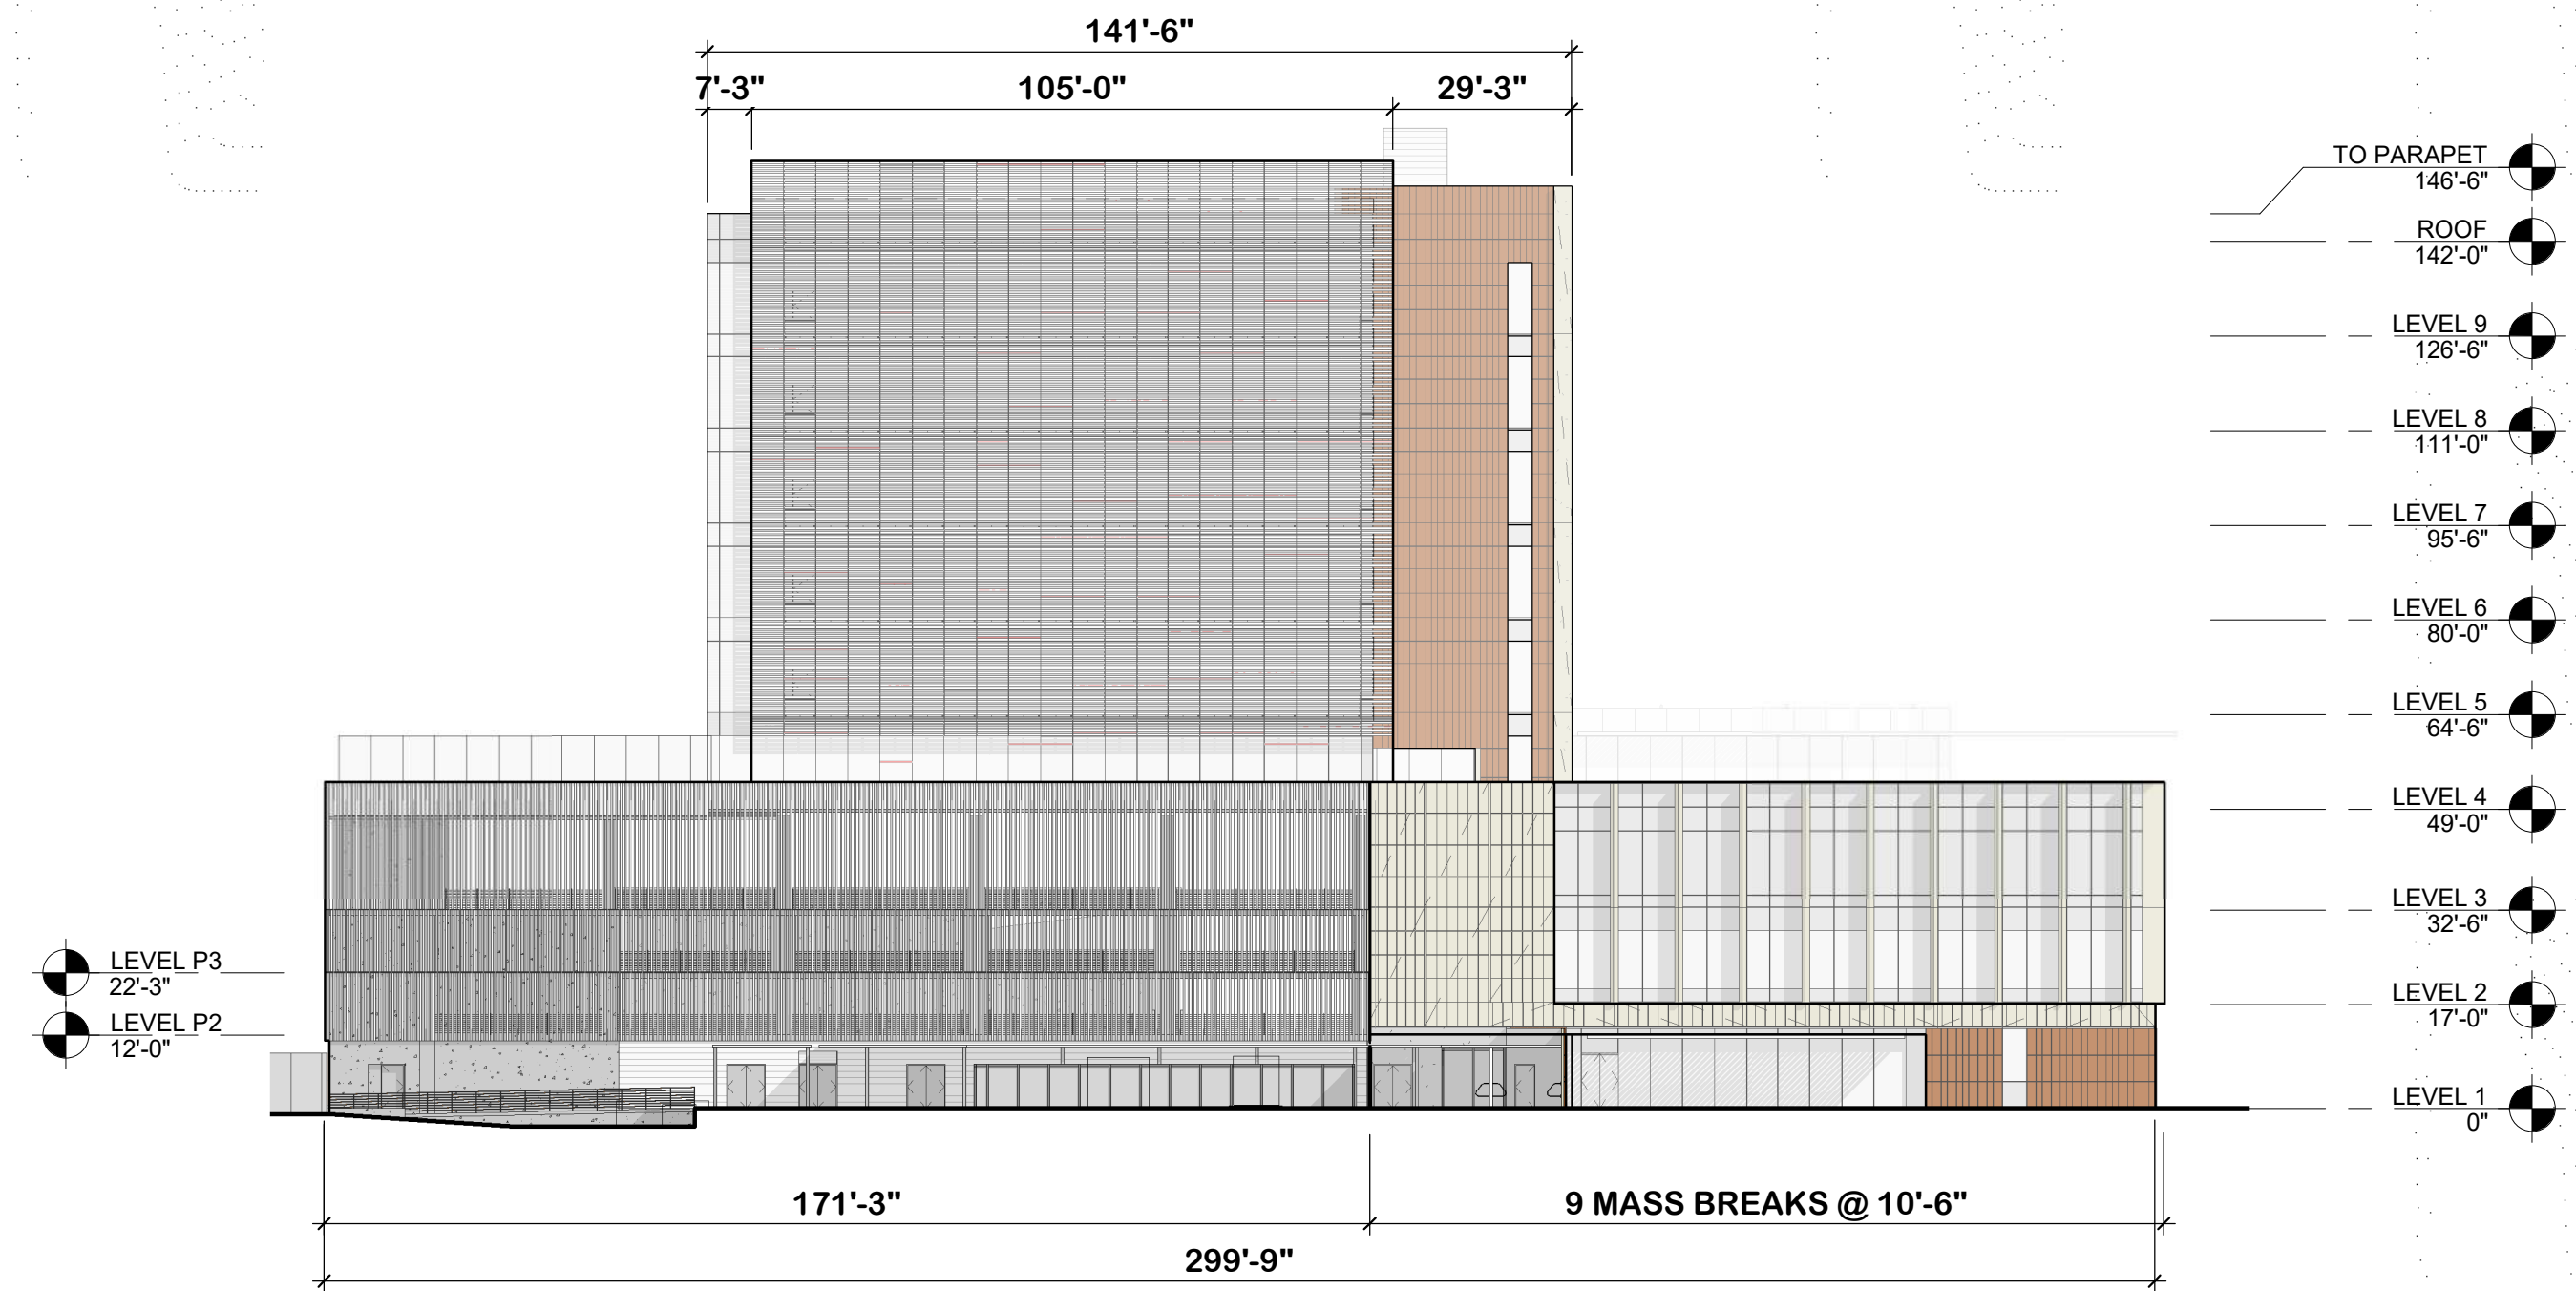 141'-6"
7'-3"
105'-0"
29'-3"
TO PARAPET
146'-6"
ROOF
142'-0"
LEVEL 9
126'-6"
LEVEL 8
111'-0"
LEVEL 7
95'-6"
LEVEL 6
80'-0"
LEVEL 5
64'-6"
LEVEL 4
49'-0"
LEVEL 3
32'-6"
LEVEL P3
22'-3"
LEVEL 2
17'-0"
LEVEL P2
12'-0"
LEVEL 1
0"
171'-3"
9 MASS BREAKS @ 10'-6"
299'-9"